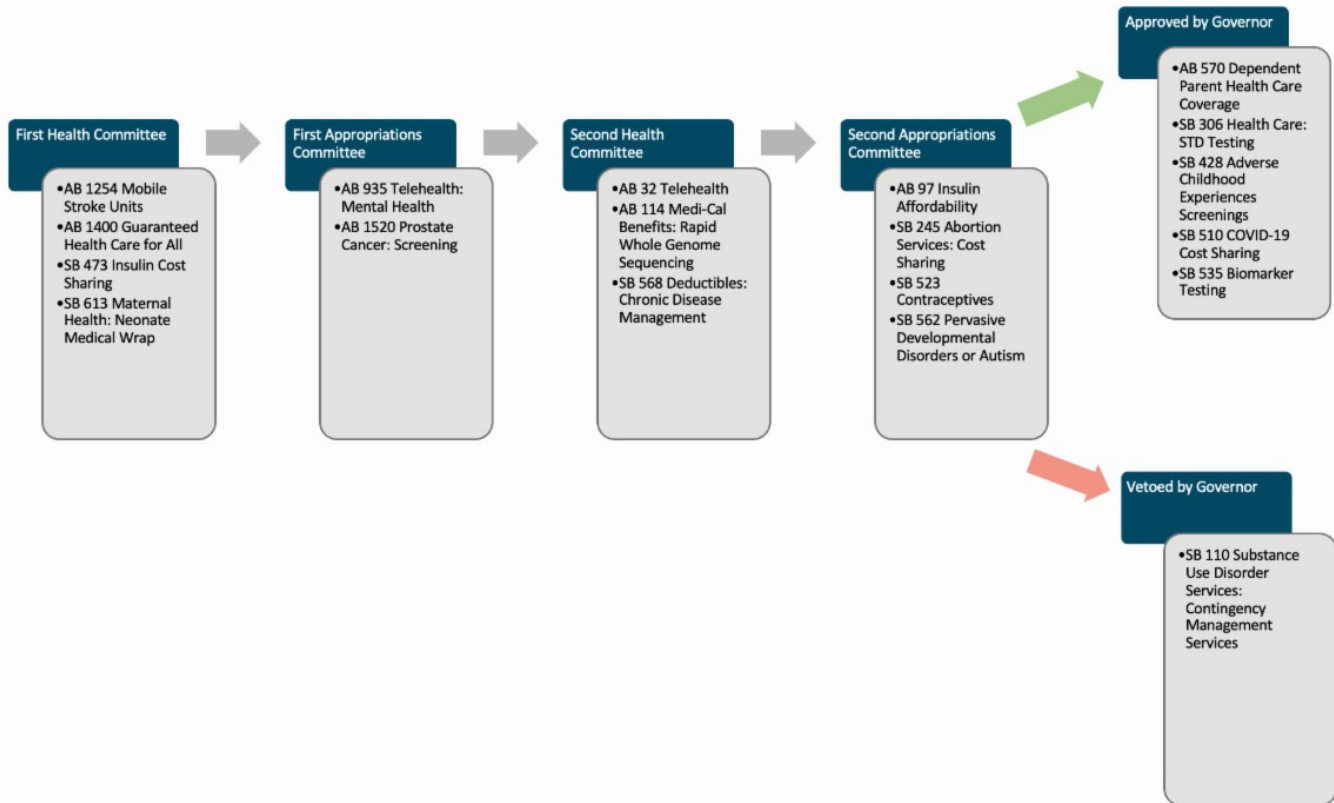 First Health Committee
•AB 1254 Mobile
Stroke Units
•AB 1400 Guaranteed
Health Care for All
•SB 473 Insulin Cost
Sharing
•SB 613 Maternal
Health: Neonate
Medical Wrap
First Appropriations
Committee
•AB 935 Telehealth:
Mental Health
•AB 1520 Prostate
Cancer: Screening
Second Health
Committee
•AB 32 Telehealth
•AB 114 Medi-Cal
Benefits: Rapid
Whole Genome
Sequencing
•SB 568 Deductibles:
Chronic Disease
Management
Second Appropriations
Committee
•AB 97 Insulin
Affordability
•SB 245 Abortion
Services: Cost
Sharing
•SB 523
Contraceptives
•SB 562 Pervasive
Developmental
Disorders or Autism
Approved by Governor
•AB 570 Dependent
Parent Health Care
Coverage
•SB 306 Health Care:
STD Testing
•SB 428 Adverse
Childhood
Experiences
Screenings
•SB 510 COVID-19
Cost Sharing
•SB 535 Biomarker
Testing
Vetoed by Governor
•SB 110 Substance
Use Disorder
Services:
Contingency
Management
Services